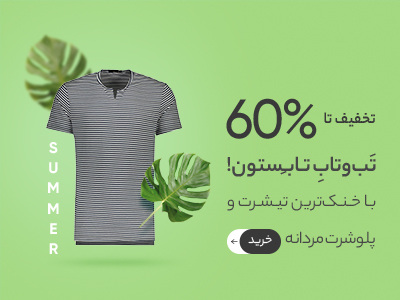 SUMMER
تخفیف تا 60%
تَب‌وتابِ تابستون!
با خنک‌ترین تیشرت و
پلوشرت مردانه خرید